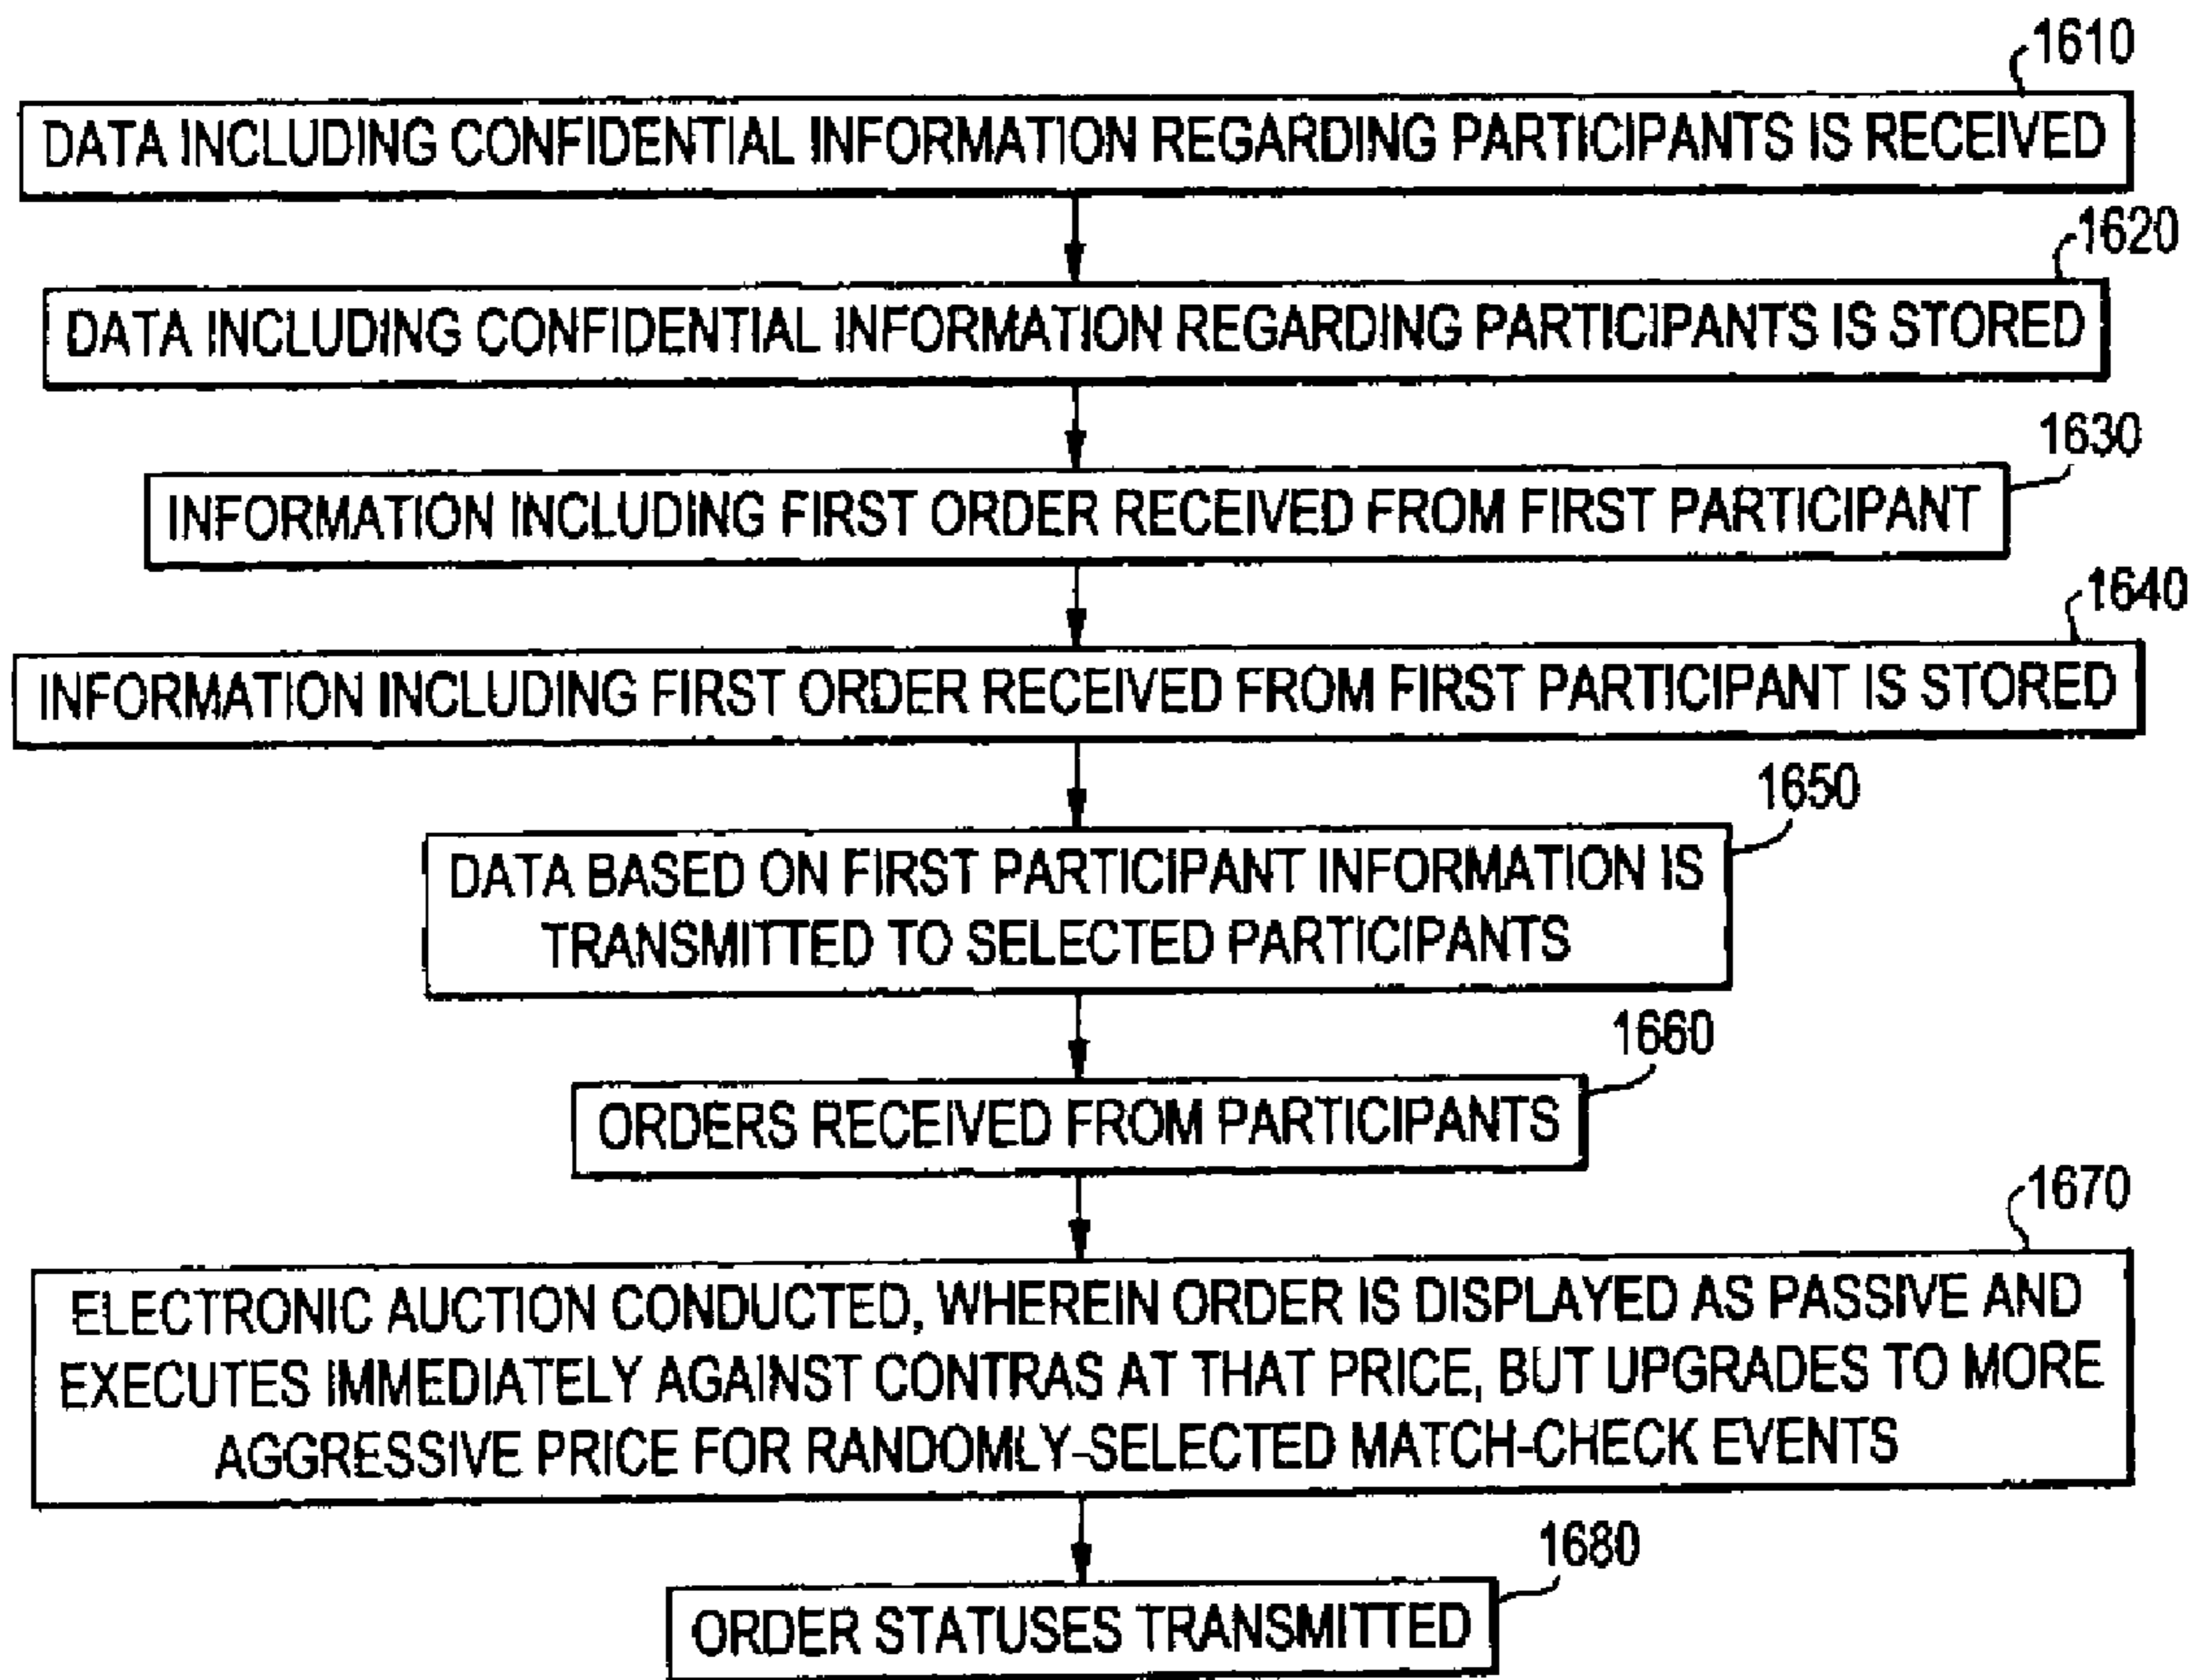 1610
DATA INCLUDING CONFIDENTIAL INFORMATION REGARDING PARTICIPANTS IS RECEIVED
1620
DATA INCLUDING CONFIDENTIAL INFORMATION REGARDING PARTICIPANTS IS STORED
1630
INFORMATION INCLUDING FIRST ORDER RECEIVED FROM FIRST PARTICIPANT
1640
INFORMATION INCLUDING FIRST ORDER RECEIVED FROM FIRST PARTICIPANT IS STORED
1650
DATA BASED ON FIRST PARTICIPANT INFORMATION IS
TRANSMITTED TO SELECTED PARTICIPANTS
1660
ORDERS RECEIVED FROM PARTICIPANTS
1670
ELECTRONIC AUCTION CONDUCTED, WHEREIN ORDER IS DISPLAYED AS PASSIVE AND
EXECUTES IMMEDIATELY AGAINST CONTRAS AT THAT PRICE, BUT UPGRADES TO MORE
AGGRESSIVE PRICE FOR RANDOMLY-SELECTED MATCH-CHECK EVENTS
1680
ORDER STATUSES TRANSMITTED